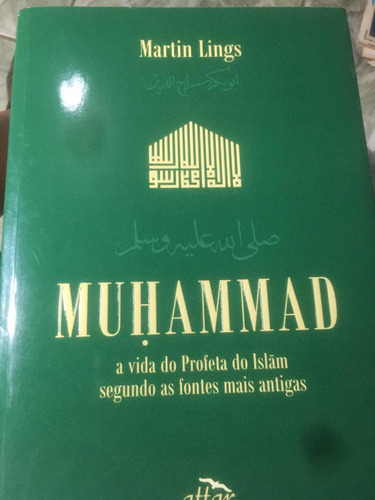 Martin Lings
ابو بكر سراج الدين
صلى الله عليه وسلم
MUḤAMMAD
a vida do Profeta do Islām
segundo as fontes mais antigas
attar